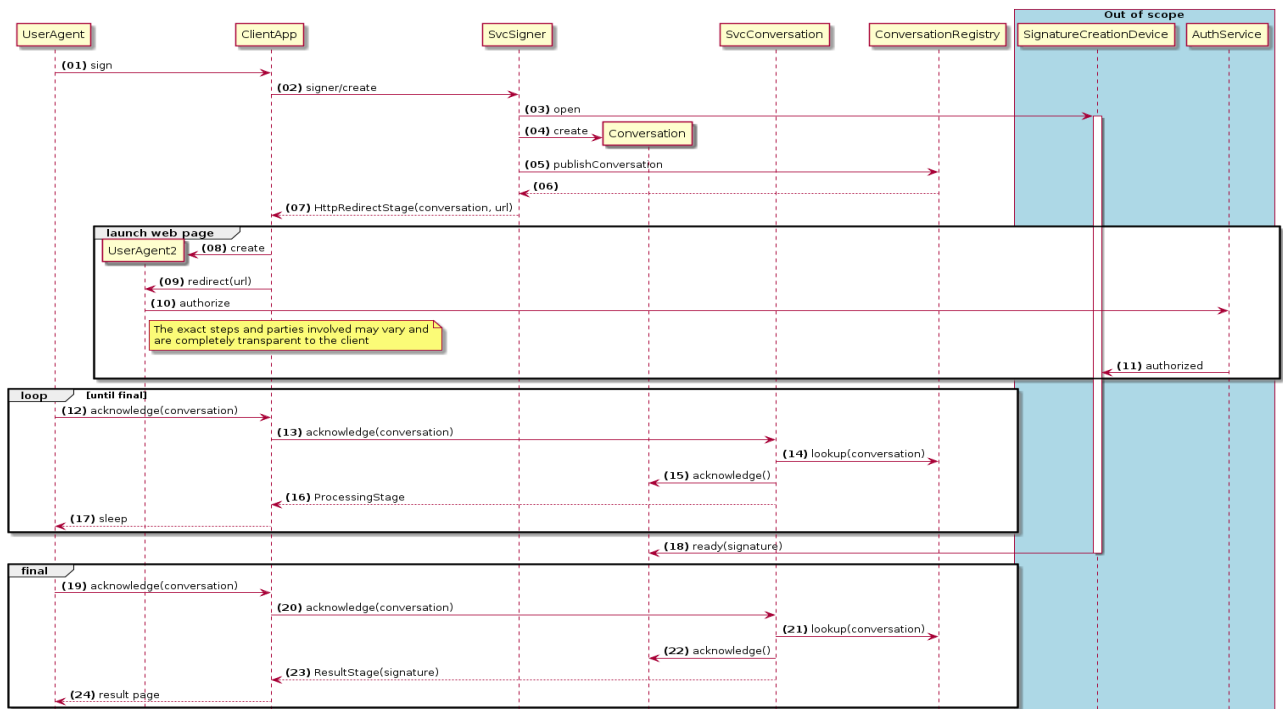 Out of scope
UserAgent ClientApp SvcSigner SvcConversation ConversationRegistry SignatureCreationDevice AuthService
(01) sign
(02) signer/create
(03) open
(04) create Conversation
(05) publishConversation
(06)
(07) HttpRedirectStage(conversation, url)
launch web page
UserAgent2 (08) create
(09) redirect(url)
(10) authorize
The exact steps and parties involved may vary and
are completely transparent to the client
(11) authorized
loop [until final]
(12) acknowledge(conversation)
(13) acknowledge(conversation)
(14) lookup(conversation)
(15) acknowledge()
(16) ProcessingStage
(17) sleep
(18) ready(signature)
final
(19) acknowledge(conversation)
(20) acknowledge(conversation)
(21) lookup(conversation)
(22) acknowledge()
(23) ResultStage(signature)
(24) result page